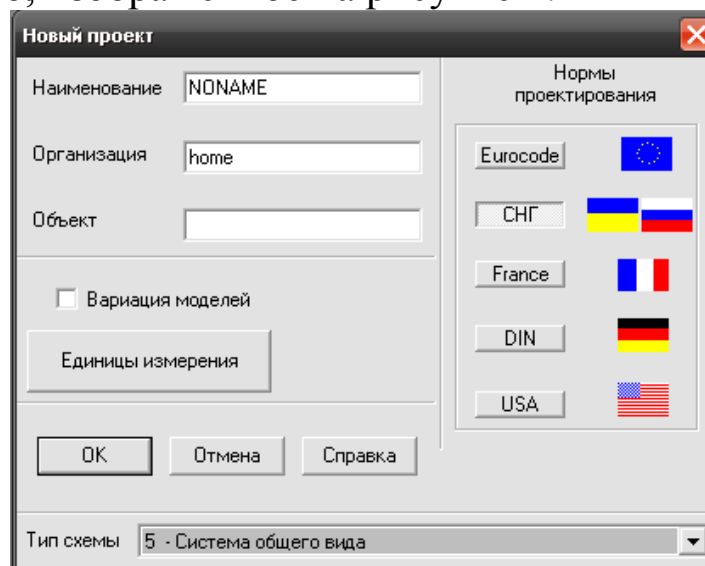 Новый проект
Наименование NONAME
Организация home
Объект
Вариация моделей
Единицы измерения
OK Отмена Справка
Нормы
проектирования
Eurocode
СНГ
France
DIN
USA
Тип схемы 5 - Система общего вида